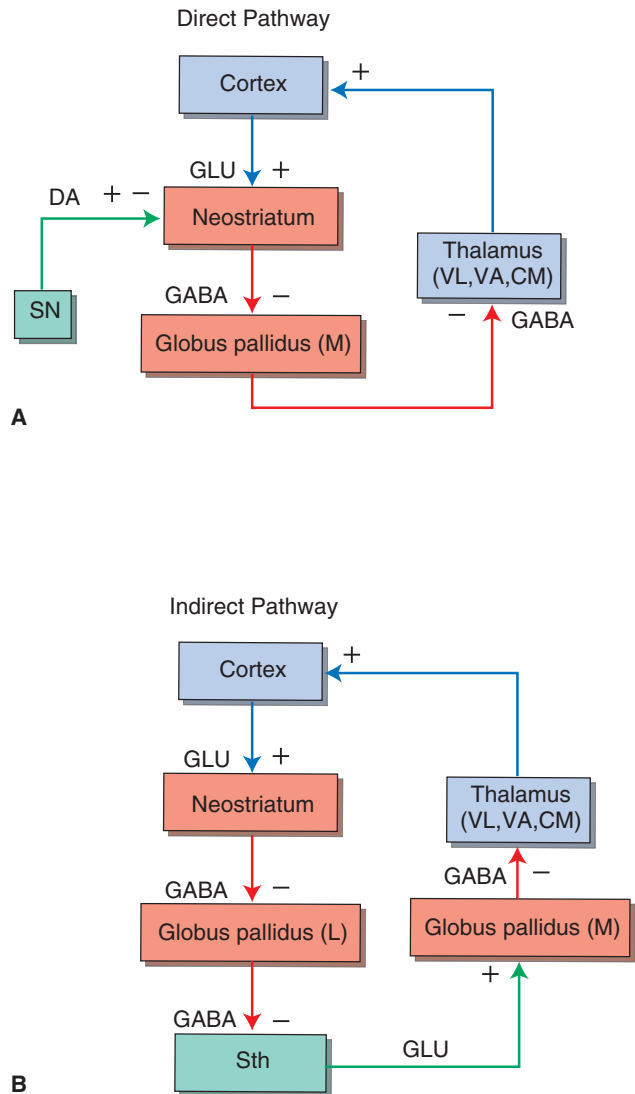 Direct Pathway
Cortex
+
GLU +
DA + −
Neostriatum
Thalamus
(VL,VA,CM)
SN
GABA −
− GABA
Globus pallidus (M)
A
Indirect Pathway
Cortex
+
GLU +
Neostriatum
Thalamus
(VL,VA,CM)
GABA −
GABA −
Globus pallidus (L)
Globus pallidus (M)
+
GABA −
Sth
GLU
B